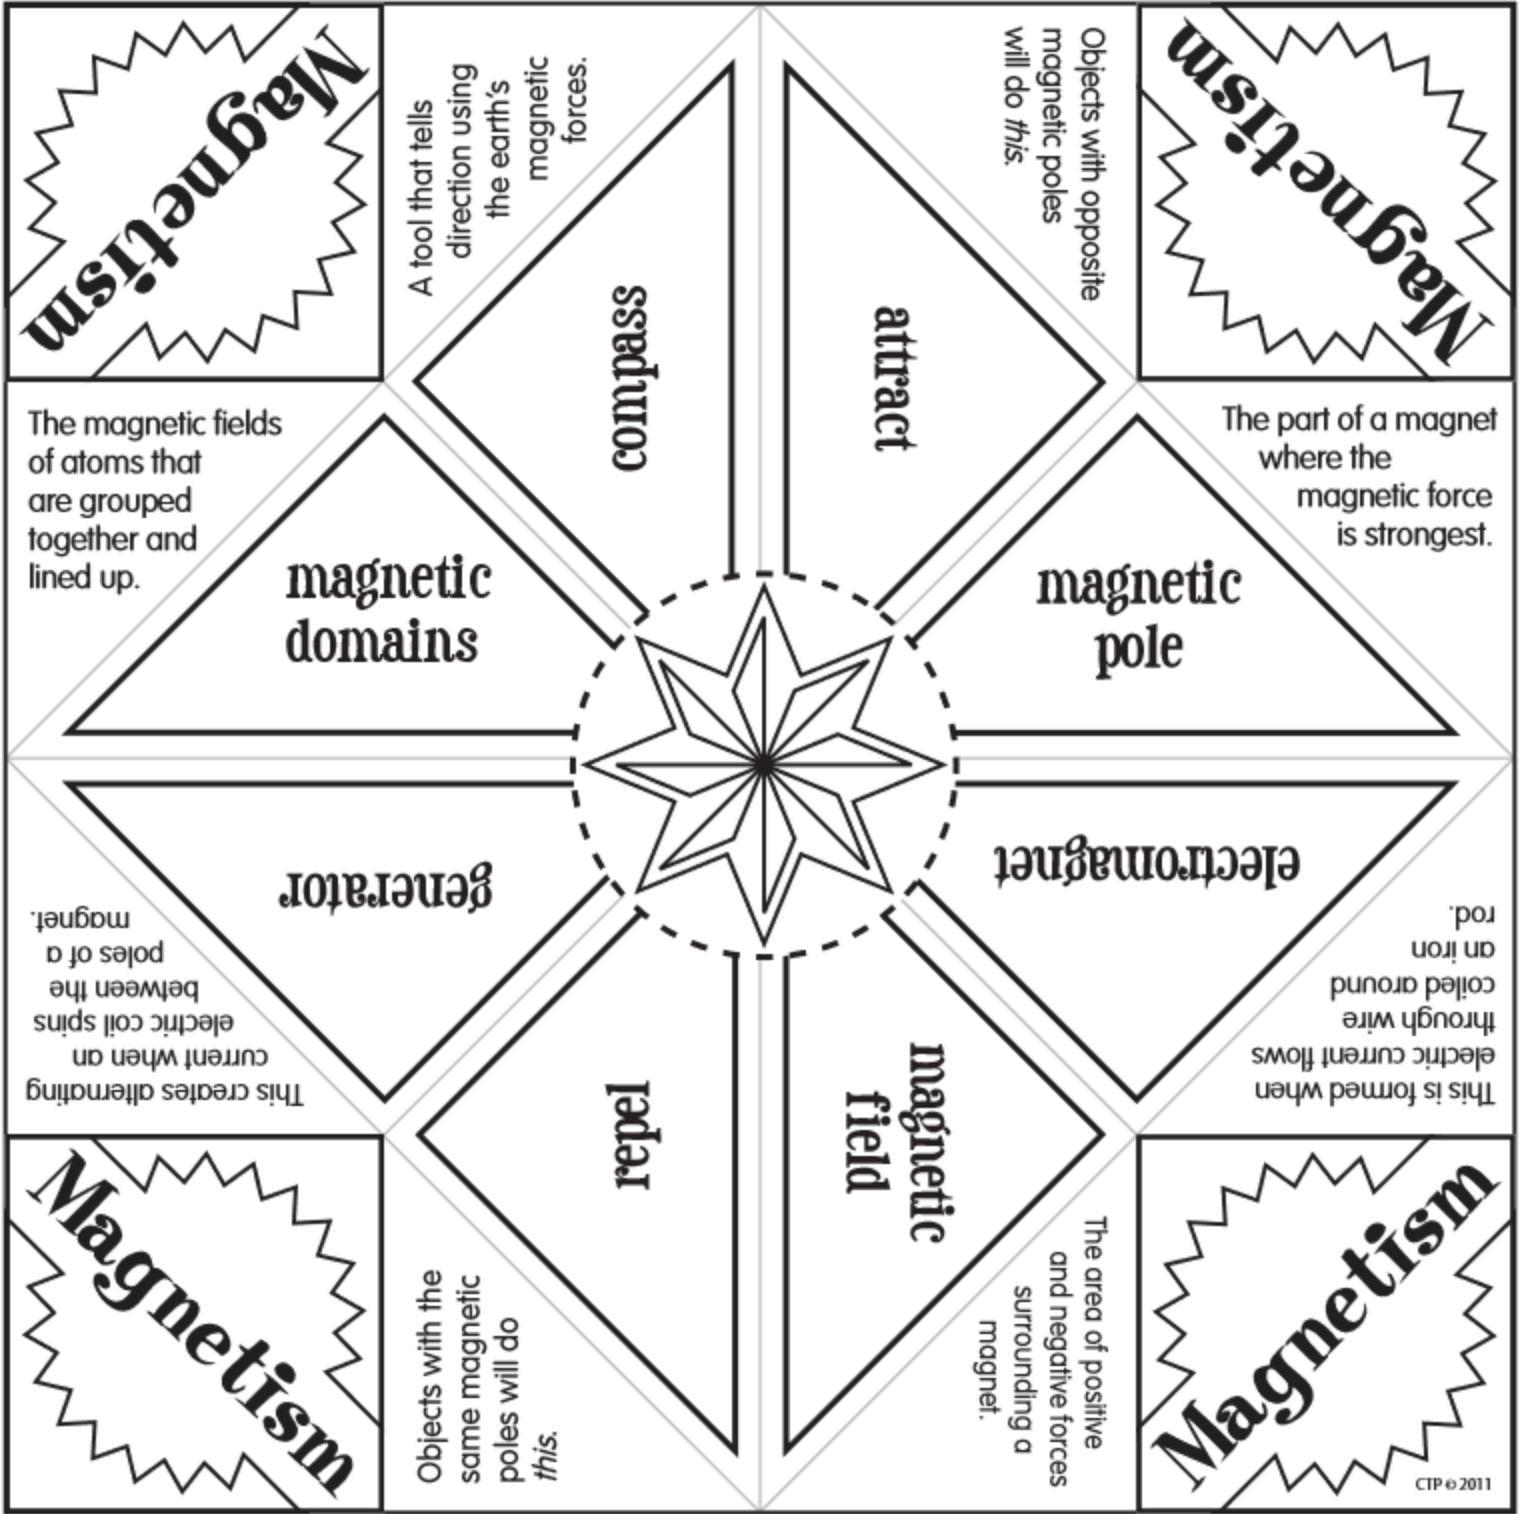 Magnetism
A tool that tells
direction using
the earth's
magnetic
forces.
Objects with opposite
magnetic poles
will do this.
Magnetism
compass
attract
The magnetic fields
of atoms that
are grouped
together and
lined up.
The part of a magnet
where the
magnetic force
is strongest.
magnetic
domains
magnetic
pole
generator
electromagnet
This creates alternating
current when an
electric coil spins
between the
poles of a
magnet.
This is formed when
electric current flows
through wire
coiled around
an iron
rod.
repel
magnetic
field
Magnetism
Objects with the
same magnetic
poles will do
this.
The area of positive
and negative forces
surrounding a
magnet.
Magnetism
CTP © 2011